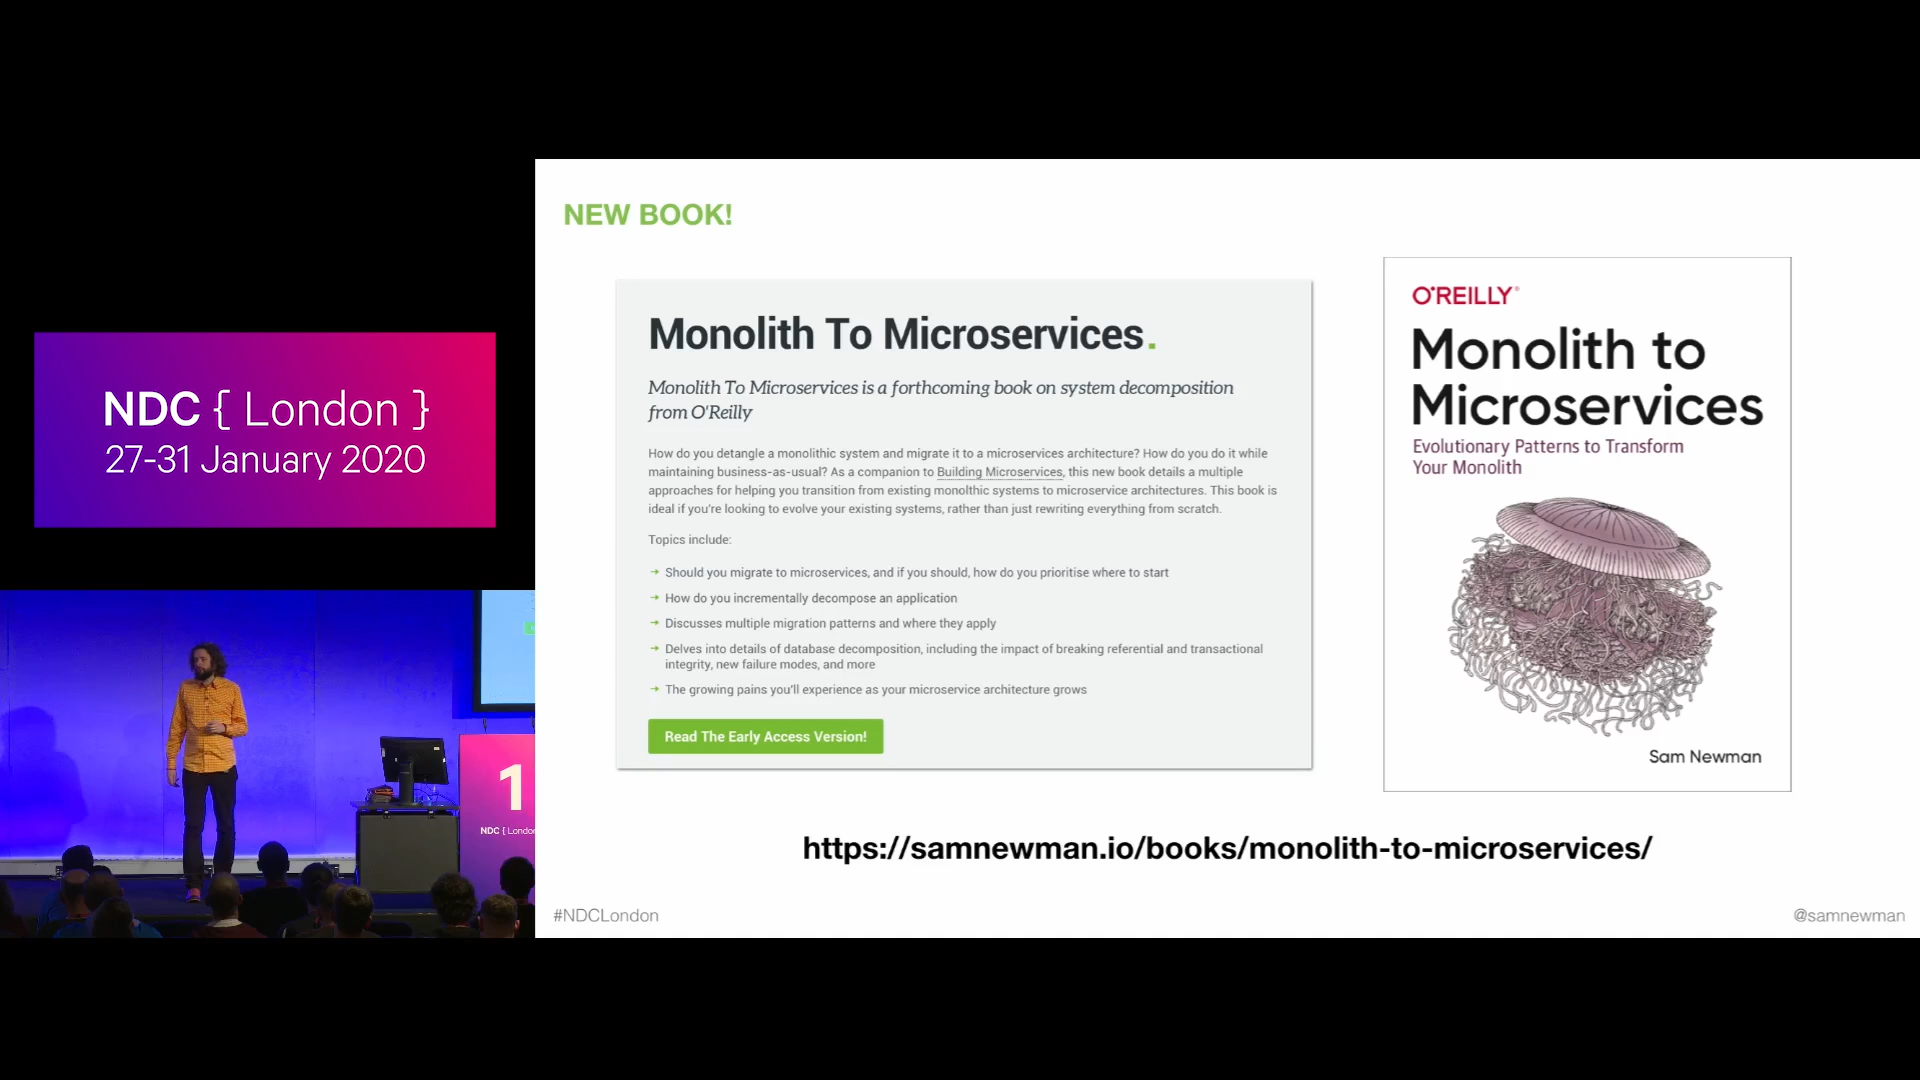 NEW BOOK!
NDC { London }
27-31 January 2020
Monolith To Microservices.
Monolith To Microservices is a forthcoming book on system decomposition
from O'Reilly
How do you detangle a monolithic system and migrate it to a microservices architecture? How do you do it while
maintaining business-as-usual? As a companion to Building Microservices, this new book details a multiple
approaches for helping you transition from existing monolthic systems to microservice architectures. This book is
ideal if you're looking to evolve your existing systems, rather than just rewriting everything from scratch.
Topics include:
→ Should you migrate to microservices, and if you should, how do you prioritise where to start
→ How do you incrementally decompose an application
→ Discusses multiple migration patterns and where they apply
→ Delves into details of database decomposition, including the impact of breaking referential and transactional
integrity, new failure modes, and more
→ The growing pains you'll experience as your microservice architecture grows
Read The Early Access Version!
O'REILLY®
Monolith to
Microservices
Evolutionary Patterns to Transform
Your Monolith
Sam Newman
https://samnewman.io/books/monolith-to-microservices/
#NDCLondon
@samnewman
1
NDC { London